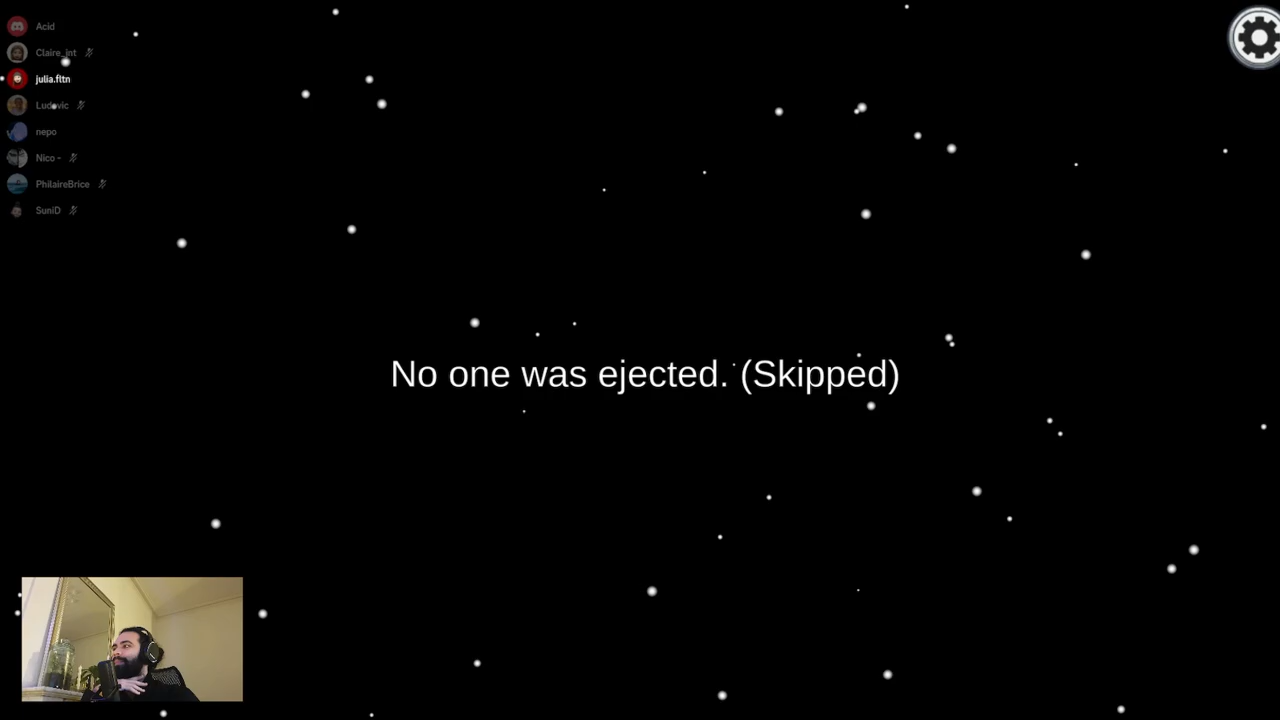 Acid
Claire_int
julia.fltn
Ludovic
nepo
Nico -
PhilaireBrice
SuniD
No one was ejected. (Skipped)